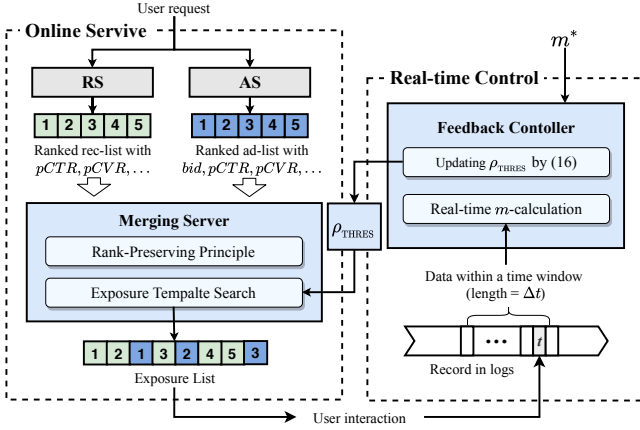 User request
Online Servive
RS
AS
1 2 3 4 5
1 2 3 4 5
Ranked rec-list with
pCTR, pCVR, . . .
Ranked ad-list with
bid, pCTR, pCVR, . . .
Merging Server
Rank-Preserving Principle
Exposure Tempalte Search
1 2 1 3 2 4 5 3
Exposure List
ρTHRES
m*
Real-time Control
Feedback Contoller
Updating ρTHRES by (16)
Real-time m-calculation
Data within a time window
(length = Δt)
••• t
Record in logs
User interaction